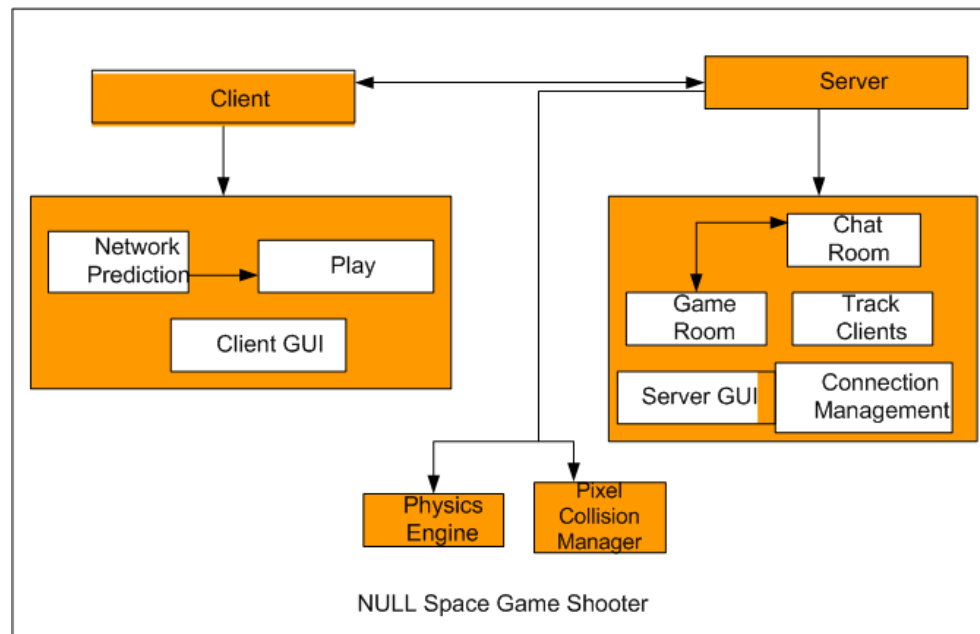 Client
Server
Network
Prediction
Play
Client GUI
Chat
Room
Game
Room
Track
Clients
Server GUI
Connection
Management
Physics
Engine
Pixel
Collision
Manager
NULL Space Game Shooter